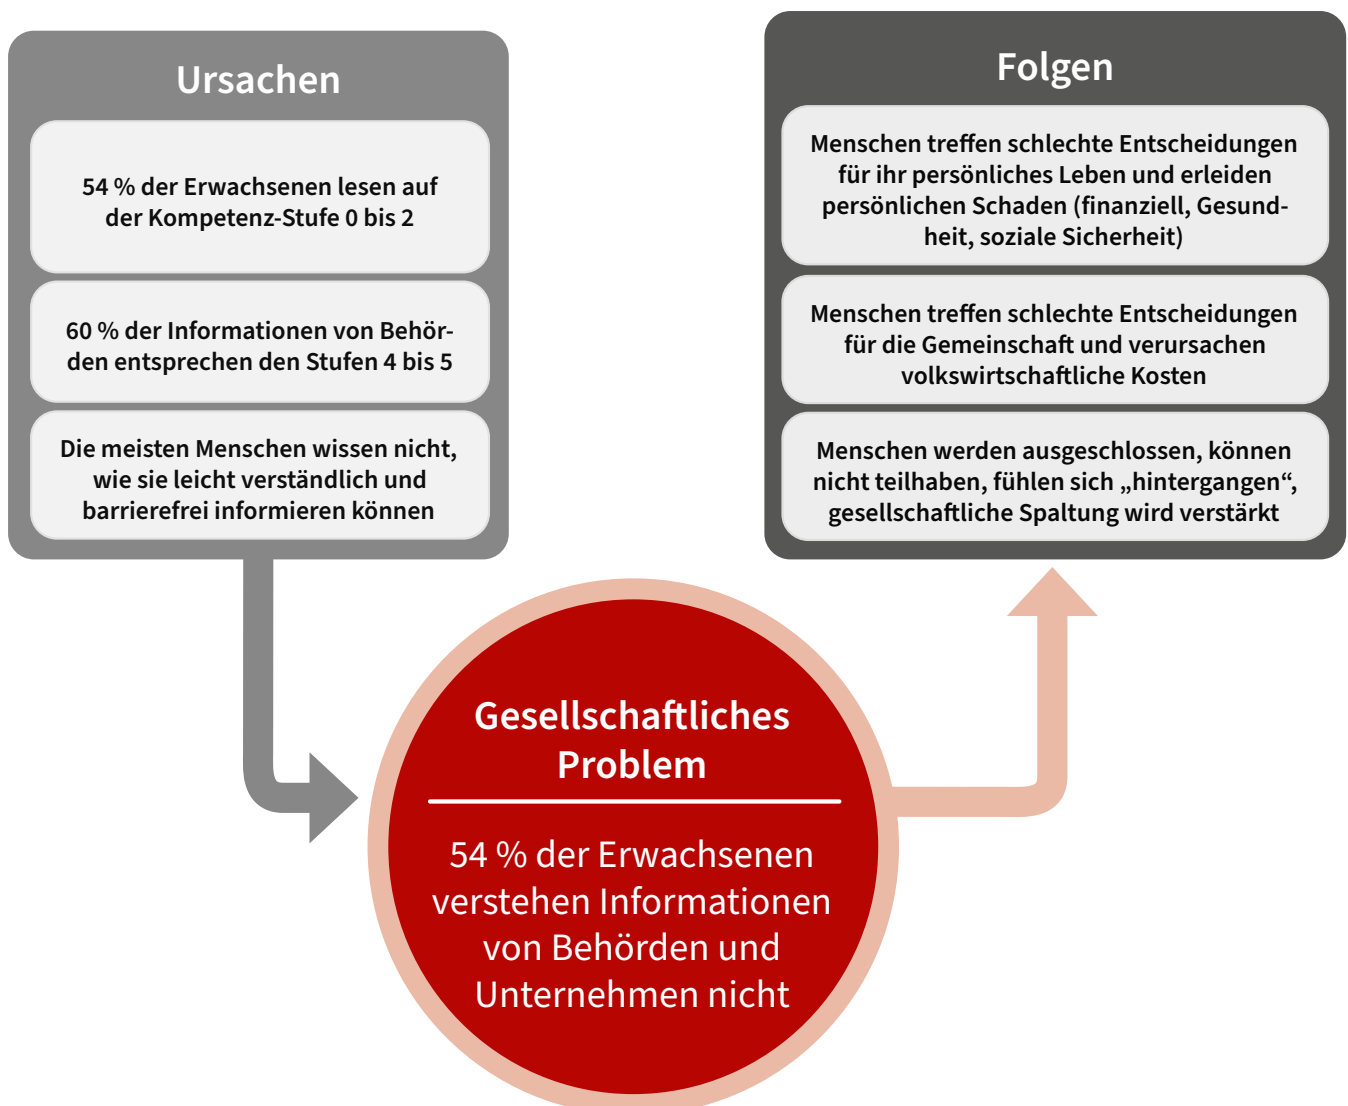 Ursachen
54 % der Erwachsenen lesen auf
der Kompetenz-Stufe 0 bis 2
60 % der Informationen von Behör-
den entsprechen den Stufen 4 bis 5
Die meisten Menschen wissen nicht,
wie sie leicht verständlich und
barrierefrei informieren können
Gesellschaftliches
Problem
54 % der Erwachsenen
verstehen Informationen
von Behörden und
Unternehmen nicht
Folgen
Menschen treffen schlechte Entscheidungen
für ihr persönliches Leben und erleiden
persönlichen Schaden (finanziell, Gesund-
heit, soziale Sicherheit)
Menschen treffen schlechte Entscheidungen
für die Gemeinschaft und verursachen
volkswirtschaftliche Kosten
Menschen werden ausgeschlossen, können
nicht teilhaben, fühlen sich „hintergangen“,
gesellschaftliche Spaltung wird verstärkt